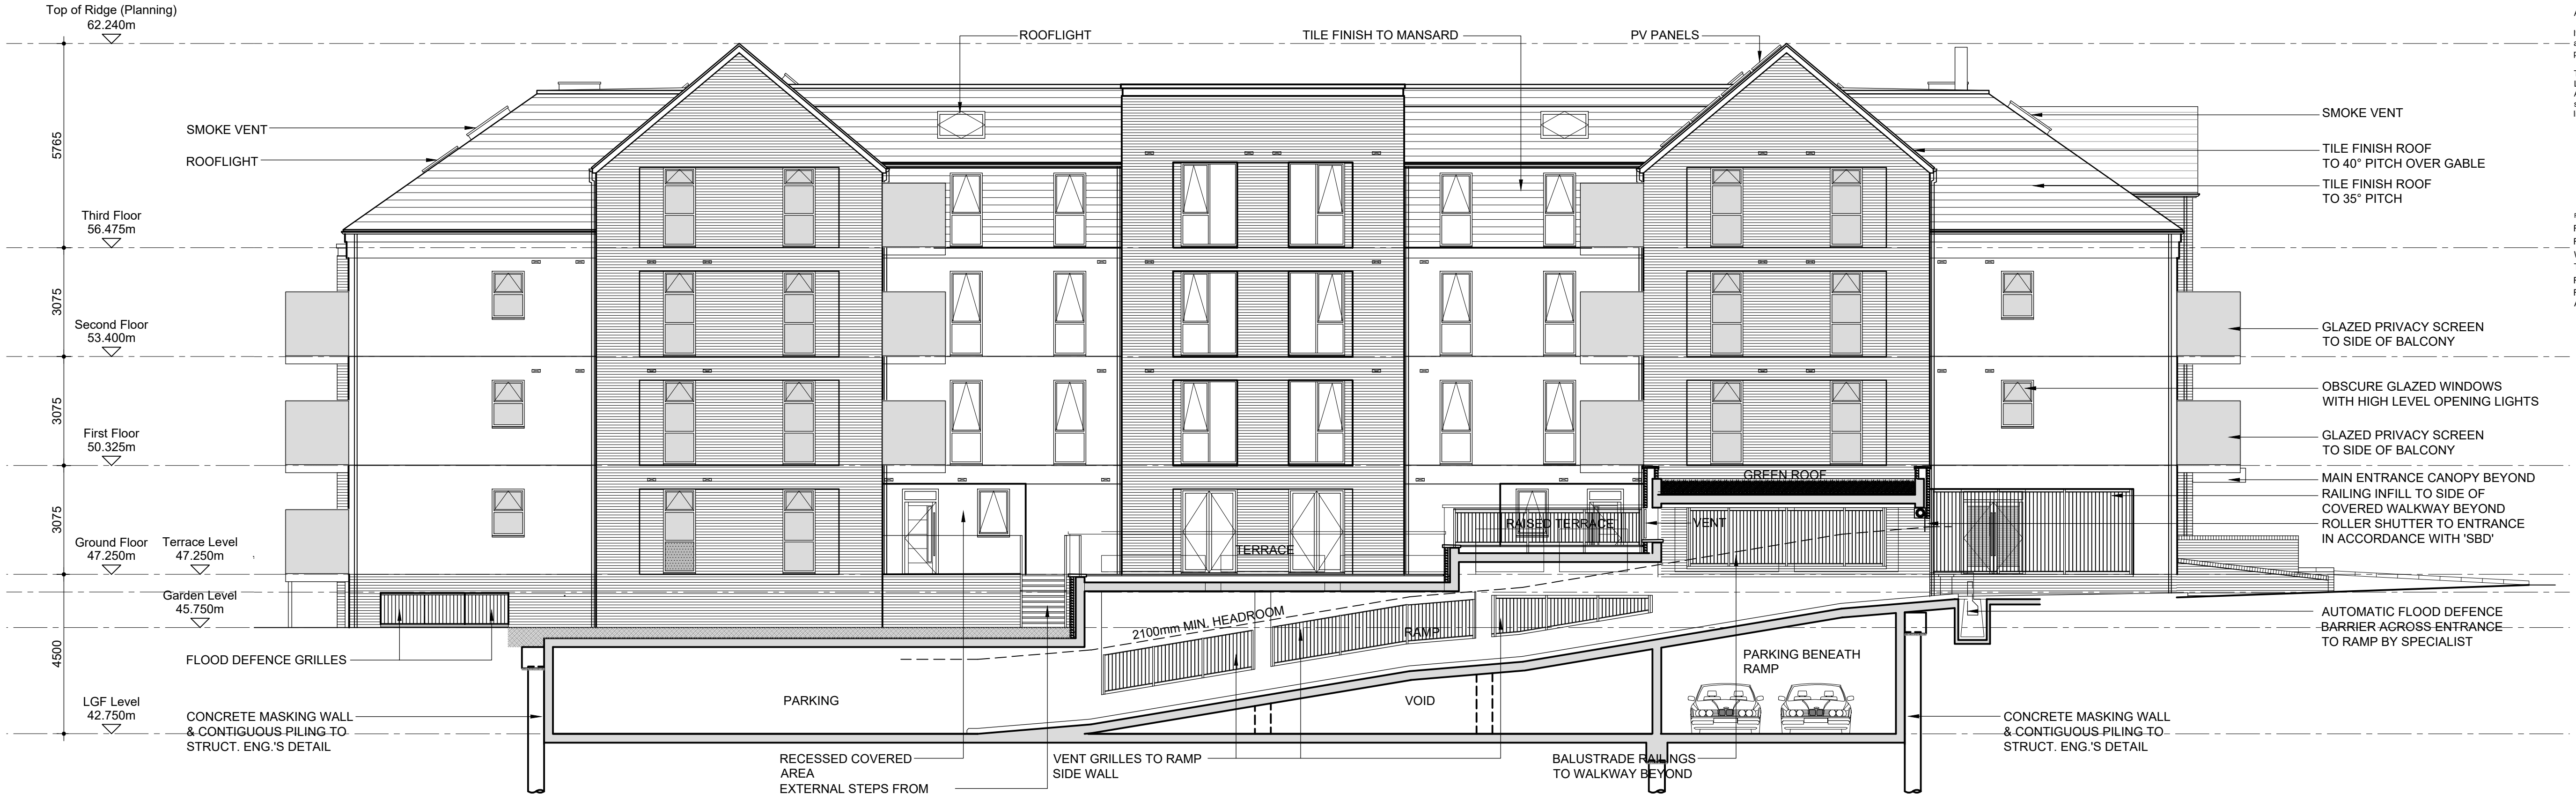 Top of Ridge (Planning)
62.240m
ROOFLIGHT
TILE FINISH TO MANSARD
PV PANELS
SMOKE VENT
ROOFLIGHT
5765
SMOKE VENT
TILE FINISH ROOF
TO 40° PITCH OVER GABLE
TILE FINISH ROOF
TO 35° PITCH
Third Floor
56.475m
3075
Second Floor
53.400m
GLAZED PRIVACY SCREEN
TO SIDE OF BALCONY
3075
OBSCURE GLAZED WINDOWS
WITH HIGH LEVEL OPENING LIGHTS
First Floor
50.325m
GLAZED PRIVACY SCREEN
TO SIDE OF BALCONY
GREEN ROOF
MAIN ENTRANCE CANOPY BEYOND
RAILING INFILL TO SIDE OF
COVERED WALKWAY BEYOND
ROLLER SHUTTER TO ENTRANCE
IN ACCORDANCE WITH 'SBD'
3075
RAISED TERRACE
VENT
TERRACE
Ground Floor
47.250m
Terrace Level
47.250m
Garden Level
45.750m
2100mm MIN. HEADROOM
RAMP
AUTOMATIC FLOOD DEFENCE
BARRIER ACROSS ENTRANCE
TO RAMP BY SPECIALIST
4500
FLOOD DEFENCE GRILLES
PARKING BENEATH
RAMP
PARKING
VOID
LGF Level
42.750m
CONCRETE MASKING WALL
& CONTIGUOUS PILING TO
STRUCT. ENG.'S DETAIL
CONCRETE MASKING WALL
& CONTIGUOUS PILING TO
STRUCT. ENG.'S DETAIL
RECESSED COVERED
AREA
EXTERNAL STEPS FROM
VENT GRILLES TO RAMP
SIDE WALL
BALUSTRADE RAILINGS
TO WALKWAY BEYOND